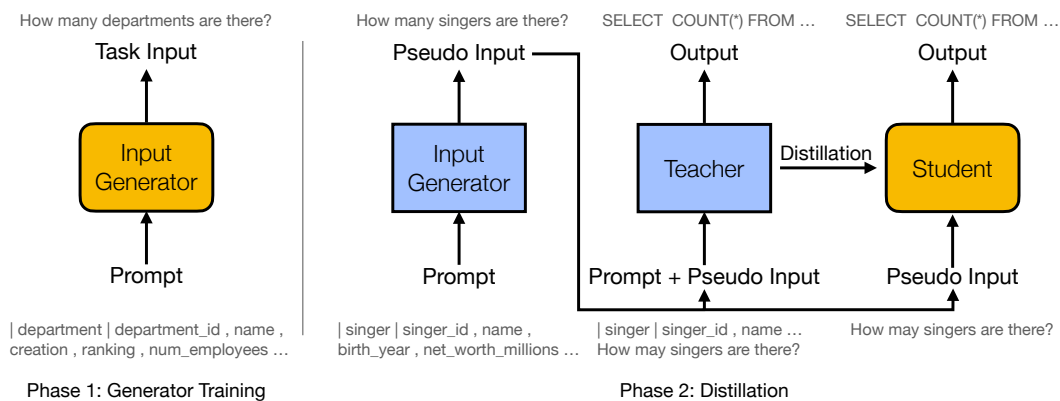 How many departments are there?
Task Input
Input
Generator
Prompt
| department | department_id , name ,
creation , ranking , num_employees ...
Phase 1: Generator Training
How many singers are there?
Pseudo Input
Input
Generator
Prompt
| singer | singer_id , name ,
birth_year , net_worth_millions ...
SELECT COUNT(*) FROM ...
Output
Teacher
Prompt + Pseudo Input
| singer | singer_id , name ...
How may singers are there?
Distillation
SELECT COUNT(*) FROM ...
Output
Student
Pseudo Input
How may singers are there?
Phase 2: Distillation